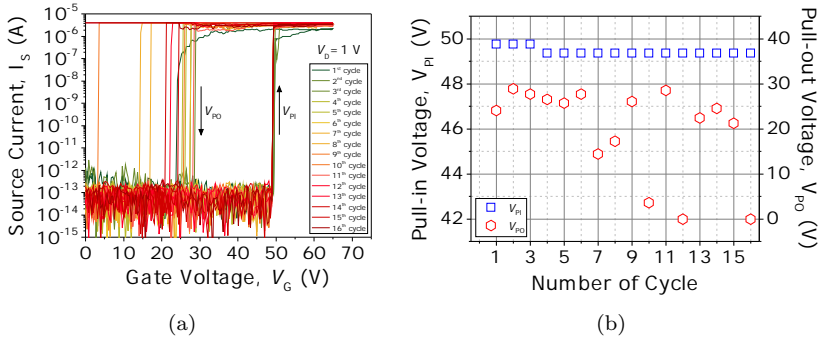 Source Current, I_S (A)
10⁻⁵
10⁻⁶
10⁻⁷
10⁻⁸
10⁻⁹
10⁻¹⁰
10⁻¹¹
10⁻¹²
10⁻¹³
10⁻¹⁴
10⁻¹⁵
0 10 20 30 40 50 60 70
Gate Voltage, V_G (V)
V_D = 1 V
V_PO
V_PI
1st cycle
2nd cycle
3rd cycle
4th cycle
5th cycle
6th cycle
7th cycle
8th cycle
9th cycle
10th cycle
11th cycle
12th cycle
13th cycle
14th cycle
15th cycle
16th cycle
(a)
Pull-in Voltage, V_PI (V)
50
48
46
44
42
V_PI
V_PO
1 3 5 7 9 11 13 15
Number of Cycle
40
30
20
10
0
Pull-out Voltage, V_PO (V)
(b)